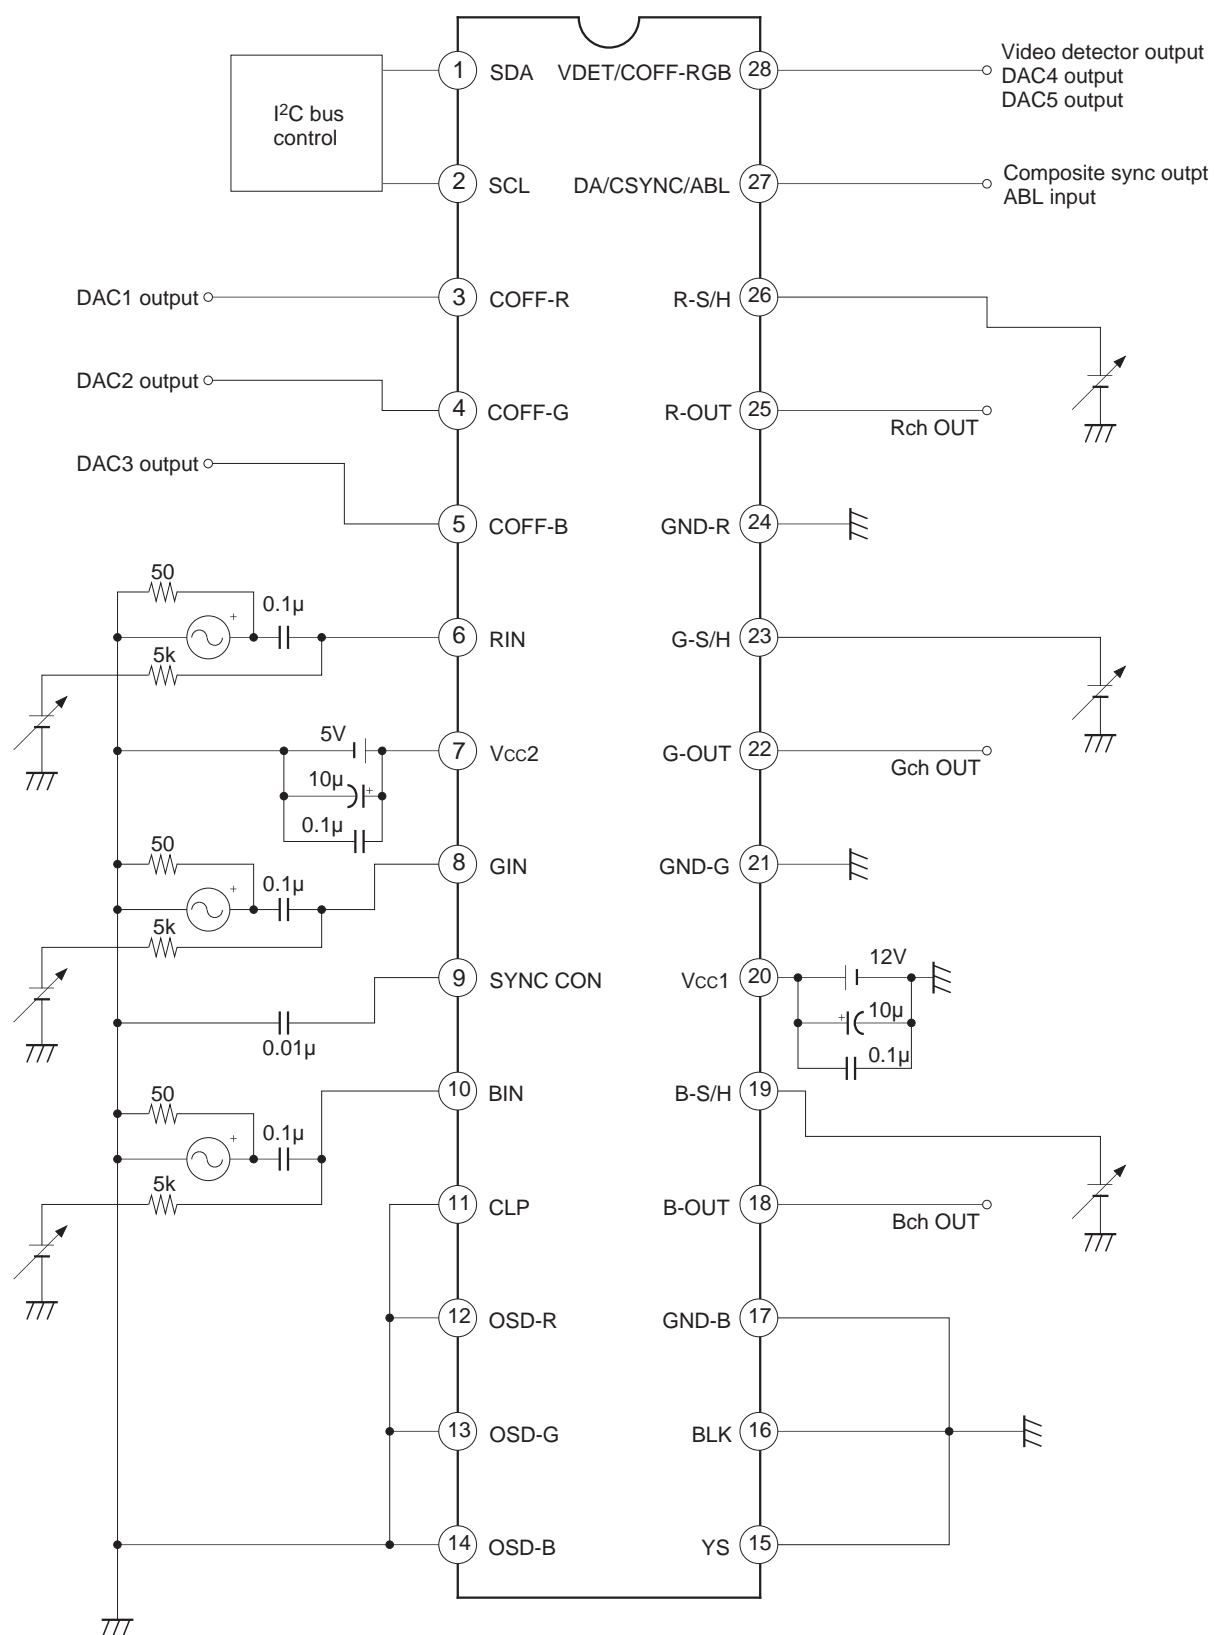 I²C bus
control
1 SDA
2 SCL
DAC1 output
3 COFF-R
DAC2 output
4 COFF-G
DAC3 output
5 COFF-B
50
0.1µ
+
5k
6 RIN
5V
7 VCC2
10µ
+
0.1µ
50
8 GIN
0.1µ
+
5k
9 SYNC CON
0.01µ
50
10 BIN
0.1µ
+
5k
11 CLP
12 OSD-R
13 OSD-G
14 OSD-B
VDET/COFF-RGB 28
Video detector output
DAC4 output
DAC5 output
DA/CSYNC/ABL 27
Composite sync outpt
ABL input
R-S/H 26
R-OUT 25
Rch OUT
GND-R 24
G-S/H 23
G-OUT 22
Gch OUT
GND-G 21
12V
VCC1 20
+
10µ
0.1µ
B-S/H 19
B-OUT 18
Bch OUT
GND-B 17
BLK 16
YS 15